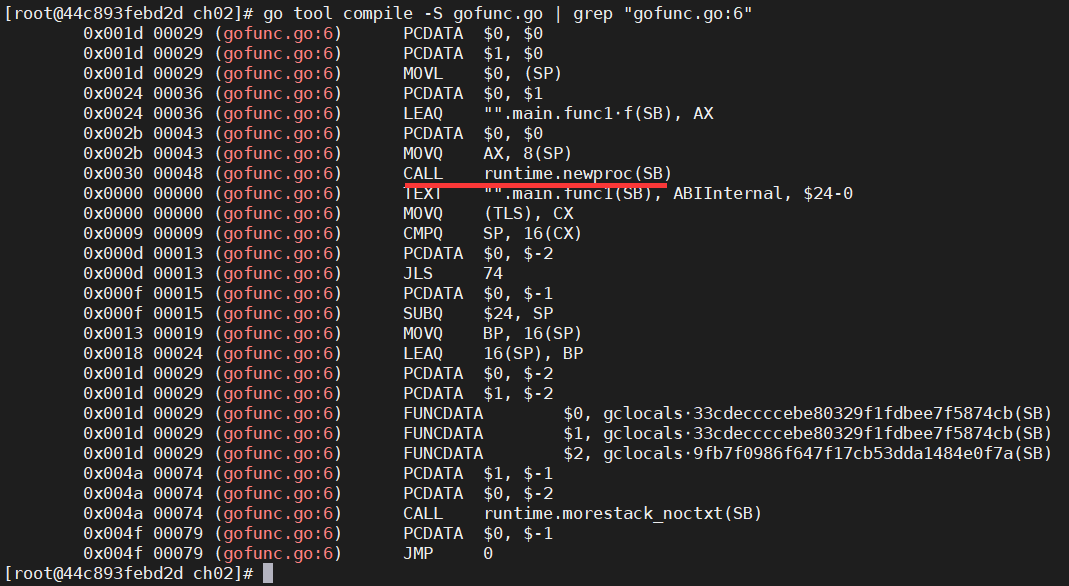 [root@44c893febd2d ch02]# go tool compile -S gofunc.go | grep "gofunc.go:6"
0x001d 00029 (gofunc.go:6) PCDATA $0, $0
0x001d 00029 (gofunc.go:6) PCDATA $1, $0
0x001d 00029 (gofunc.go:6) MOVL $0, (SP)
0x0024 00036 (gofunc.go:6) PCDATA $0, $1
0x0024 00036 (gofunc.go:6) LEAQ "".main.func1·f(SB), AX
0x002b 00043 (gofunc.go:6) PCDATA $0, $0
0x002b 00043 (gofunc.go:6) MOVQ AX, 8(SP)
0x0030 00048 (gofunc.go:6) CALL runtime.newproc(SB)
0x0000 00000 (gofunc.go:6) TEXT "".main.func1(SB), ABIInternal, $24-0
0x0000 00000 (gofunc.go:6) MOVQ (TLS), CX
0x0009 00009 (gofunc.go:6) CMPQ SP, 16(CX)
0x000d 00013 (gofunc.go:6) PCDATA $0, $-2
0x000d 00013 (gofunc.go:6) JLS 74
0x000f 00015 (gofunc.go:6) PCDATA $0, $-1
0x000f 00015 (gofunc.go:6) SUBQ $24, SP
0x0013 00019 (gofunc.go:6) MOVQ BP, 16(SP)
0x0018 00024 (gofunc.go:6) LEAQ 16(SP), BP
0x001d 00029 (gofunc.go:6) PCDATA $0, $-2
0x001d 00029 (gofunc.go:6) PCDATA $1, $-2
0x001d 00029 (gofunc.go:6) FUNCDATA $0, gclocals·33cdeccccebe80329f1fdbee7f5874cb(SB)
0x001d 00029 (gofunc.go:6) FUNCDATA $1, gclocals·33cdeccccebe80329f1fdbee7f5874cb(SB)
0x001d 00029 (gofunc.go:6) FUNCDATA $2, gclocals·9fb7f0986f647f17cb53dda1484e0f7a(SB)
0x004a 00074 (gofunc.go:6) PCDATA $1, $-1
0x004a 00074 (gofunc.go:6) PCDATA $0, $-2
0x004a 00074 (gofunc.go:6) CALL runtime.morestack_noctxt(SB)
0x004f 00079 (gofunc.go:6) PCDATA $0, $-1
0x004f 00079 (gofunc.go:6) JMP 0
[root@44c893febd2d ch02]#